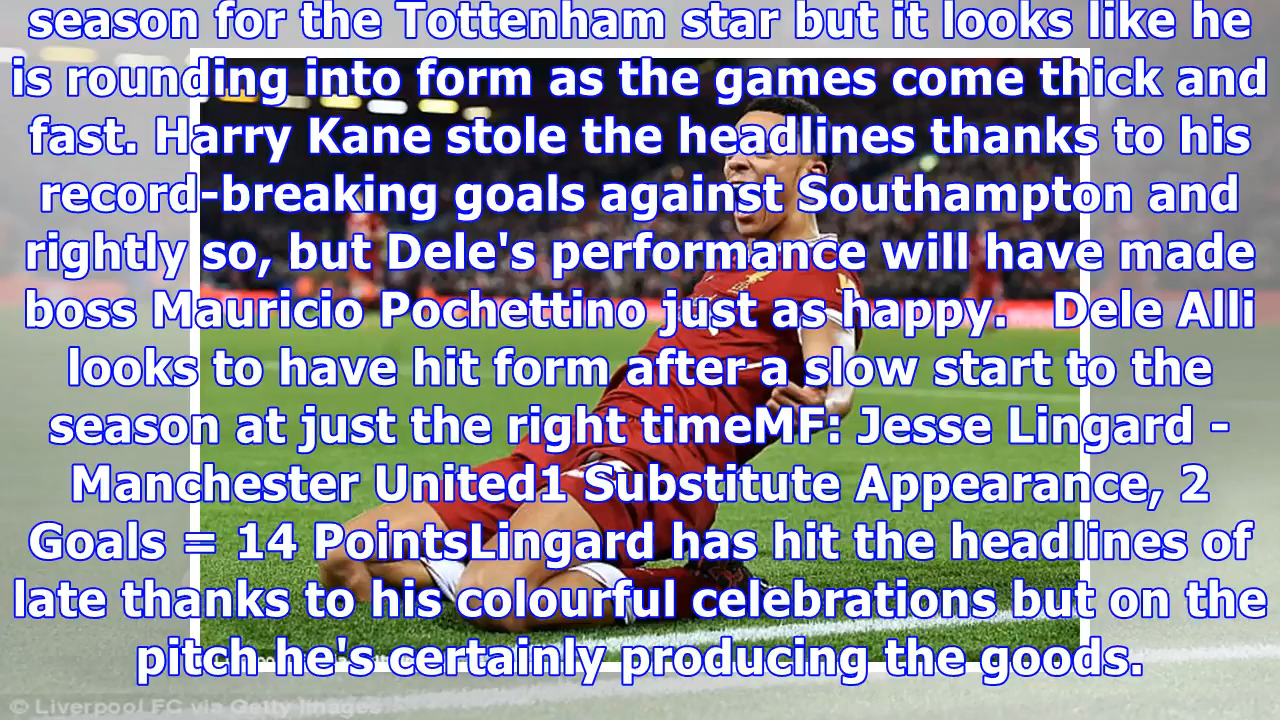 season for the Tottenham star but it looks like he
is rounding into form as the games come thick and
fast. Harry Kane stole the headlines thanks to his
record-breaking goals against Southampton and
rightly so, but Dele's performance will have made
boss Mauricio Pochettino just as happy.   Dele Alli
looks to have hit form after a slow start to the
season at just the right timeMF: Jesse Lingard -
Manchester United1 Substitute Appearance, 2
Goals = 14 PointsLingard has hit the headlines of
late thanks to his colourful celebrations but on the
pitch he's certainly producing the goods.
© Liverpool FC via Getty Images